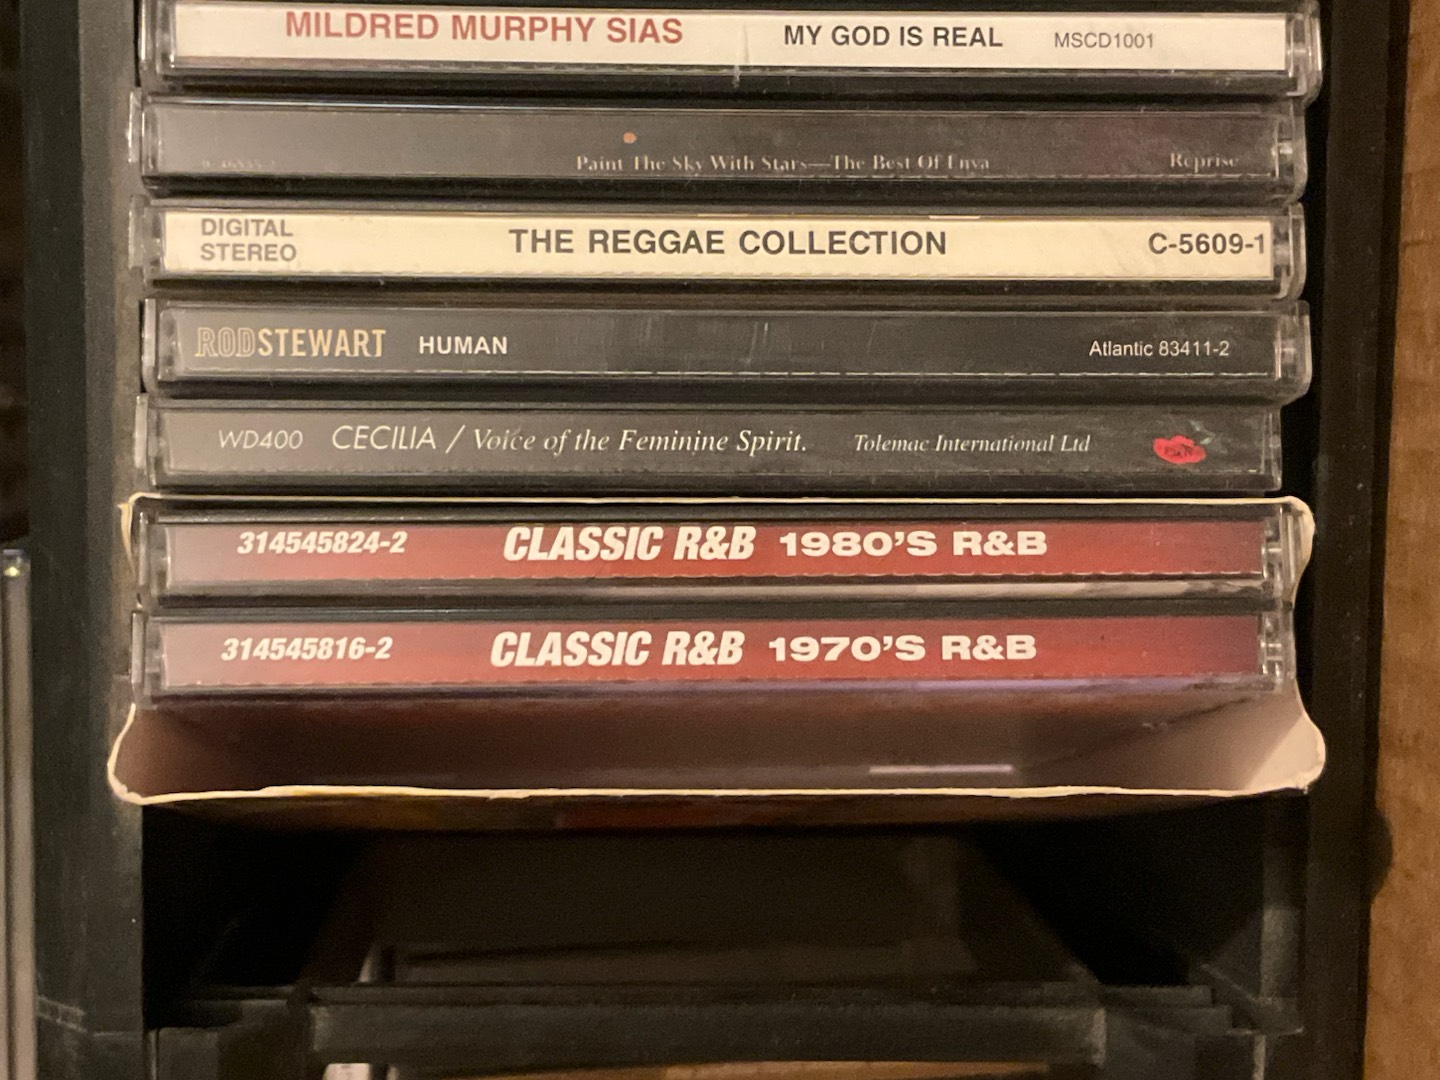 MILDRED MURPHY SIAS MY GOD IS REAL MSCD1001
Paint The Sky With Stars—The Best Of Enya Reprise
DIGITAL STEREO THE REGGAE COLLECTION C-5609-1
RODSTEWART HUMAN Atlantic 83411-2
WD400 CECILIA / Voice of the Feminine Spirit. Tolemac International Ltd
314545824-2 CLASSIC R&B 1980'S R&B
314545816-2 CLASSIC R&B 1970'S R&B